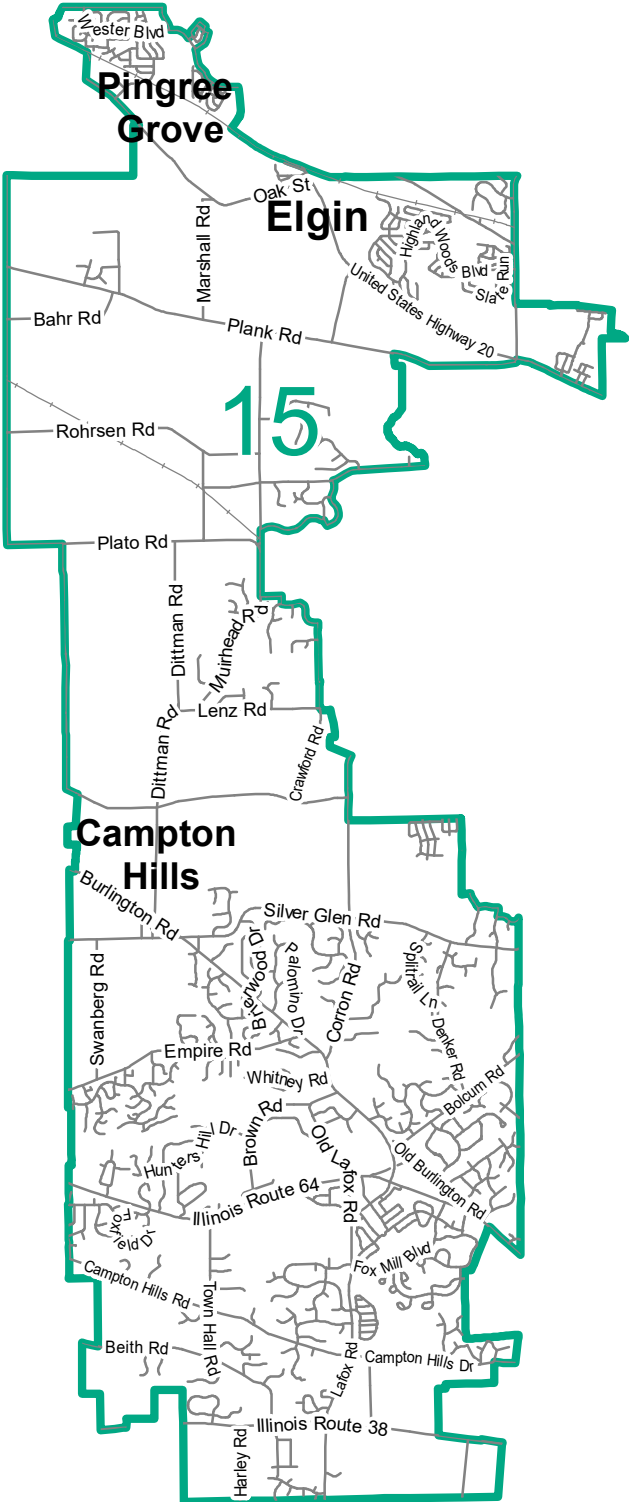 Wester Blvd
Pingree
Grove
Oak St
Elgin
Marshall Rd
Highland Woods Blvd
Slate Run
United States Highway 20
Bahr Rd
Plank Rd
15
Rohrsen Rd
Plato Rd
Dittman Rd
Muirhead Rd
Lenz Rd
Dittman Rd
Crawford Rd
Campton
Hills
Burlington Rd
Silver Glen Rd
Swanberg Rd
Brierwood Dr
Palomino Dr
Corron Rd
Splitrail Ln
Denker Rd
Empire Rd
Whitney Rd
Bolcum Rd
Brown Rd
Hunters Hill Dr
Old Lafox Rd
Old Burlington Rd
Illinois Route 64
Foxfield Dr
Fox Mill Blvd
Campton Hills Rd
Town Hall Rd
Beith Rd
Lafox Rd
Campton Hills Dr
Illinois Route 38
Harley Rd